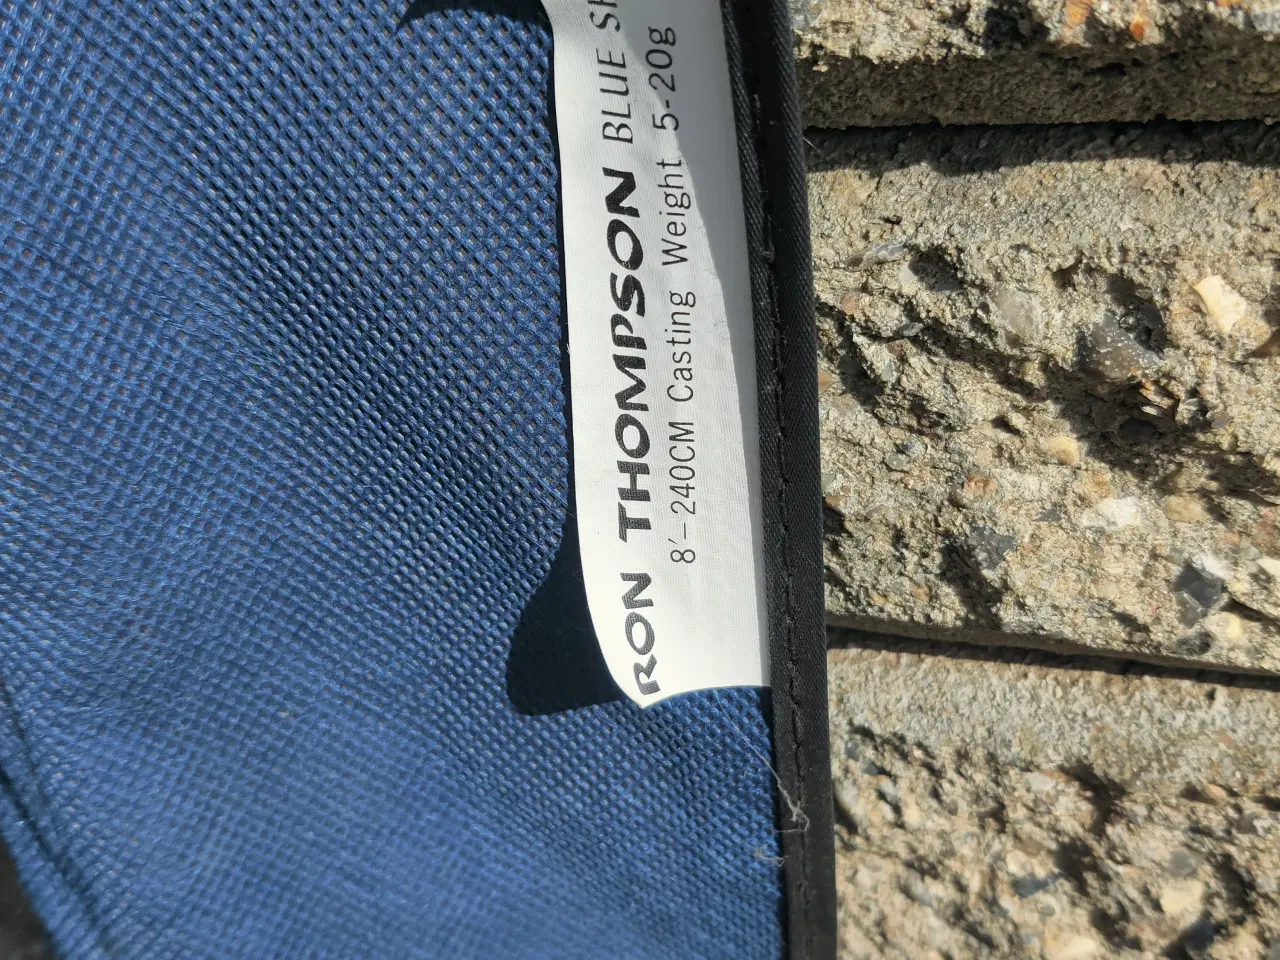 RON THOMPSON BLUE
8'-240CM Casting Weight 5-20g